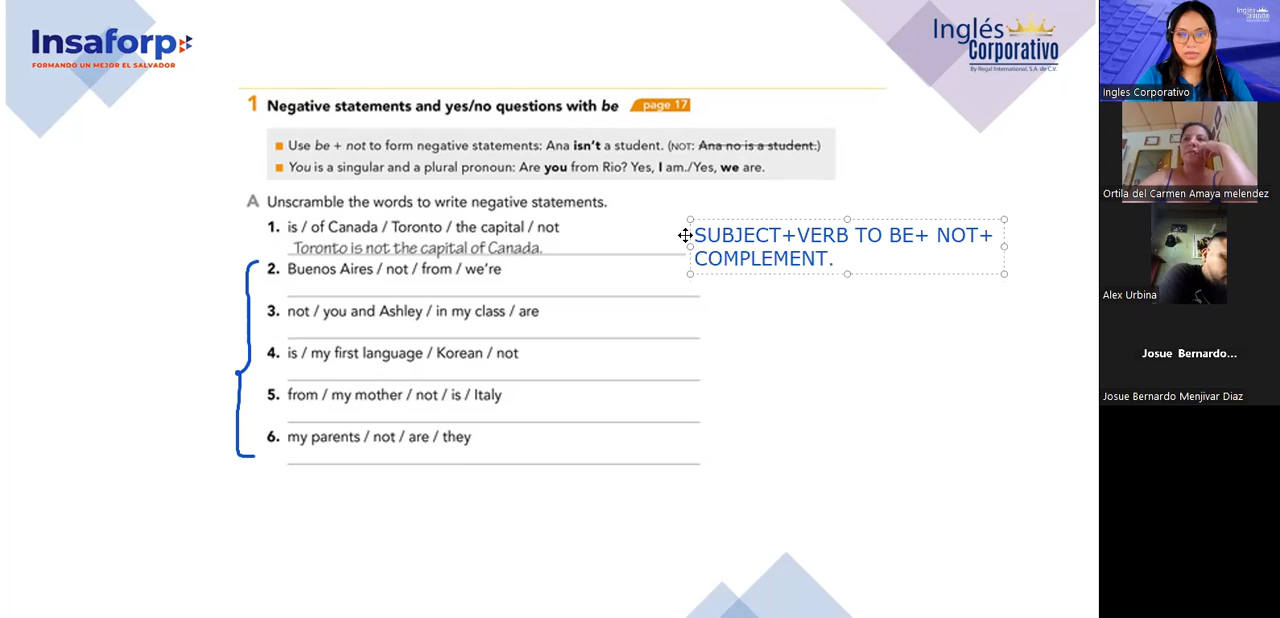 Insaforp
FORMANDO UN MEJOR EL SALVADOR
Inglés
Corporativo
By Regal International, S.A. de C.V.
1 Negative statements and yes/no questions with be page 17
Use be + not to form negative statements: Ana isn't a student. (NOT: Ana no is a student.)
You is a singular and a plural pronoun: Are you from Rio? Yes, I am./Yes, we are.
A Unscramble the words to write negative statements.
1. is / of Canada / Toronto / the capital / not
Toronto is not the capital of Canada.
2. Buenos Aires / not / from / we're
3. not / you and Ashley / in my class / are
4. is / my first language / Korean / not
5. from / my mother / not / is / Italy
6. my parents / not / are / they
SUBJECT+VERB TO BE+ NOT+
COMPLEMENT.
Inglés
Ingles Corporativo
Ortila del Carmen Amaya melendez
Alex Urbina
Josue Bernardo...
Josue Bernardo Menjivar Diaz